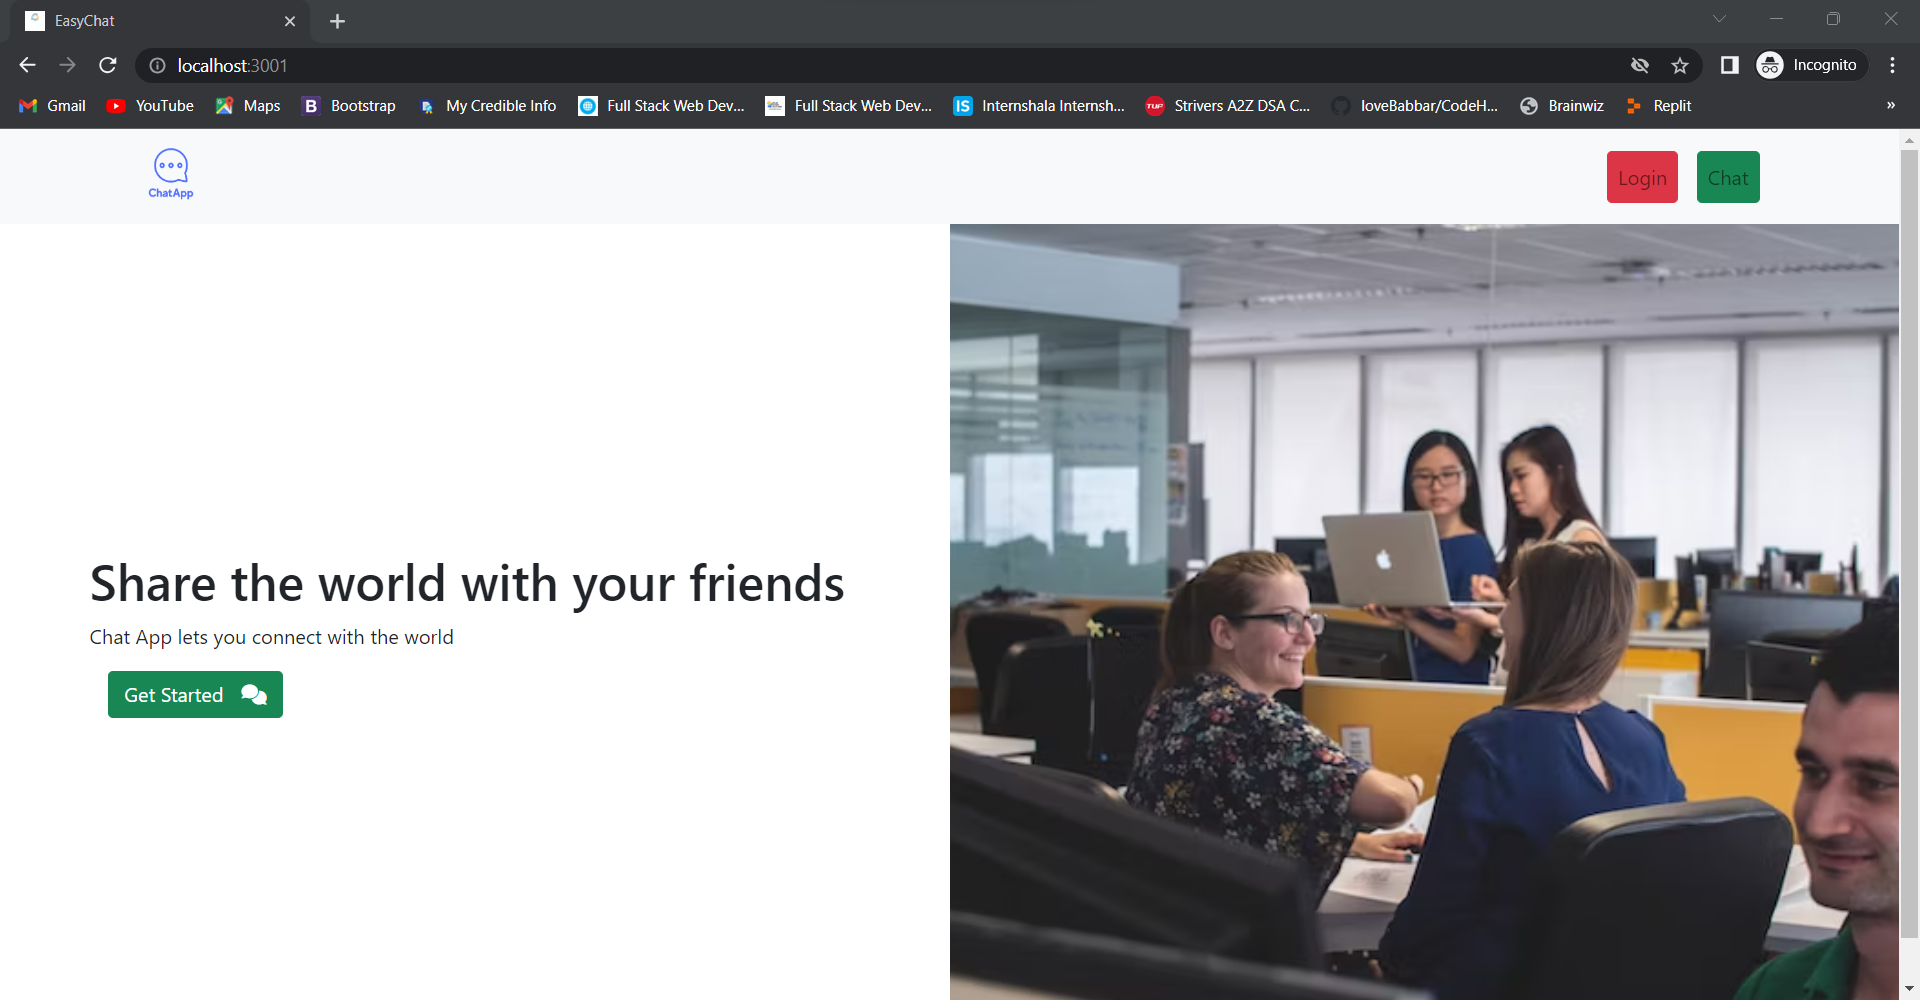 EasyChat
localhost:3001
Incognito
Gmail
YouTube
Maps
Bootstrap
My Credible Info
Full Stack Web Dev...
Full Stack Web Dev...
Internshala Internsh...
Strivers A2Z DSA C...
loveBabbar/CodeH...
Brainwiz
Replit
»
ChatApp
Login
Chat
Share the world with your friends
Chat App lets you connect with the world
Get Started